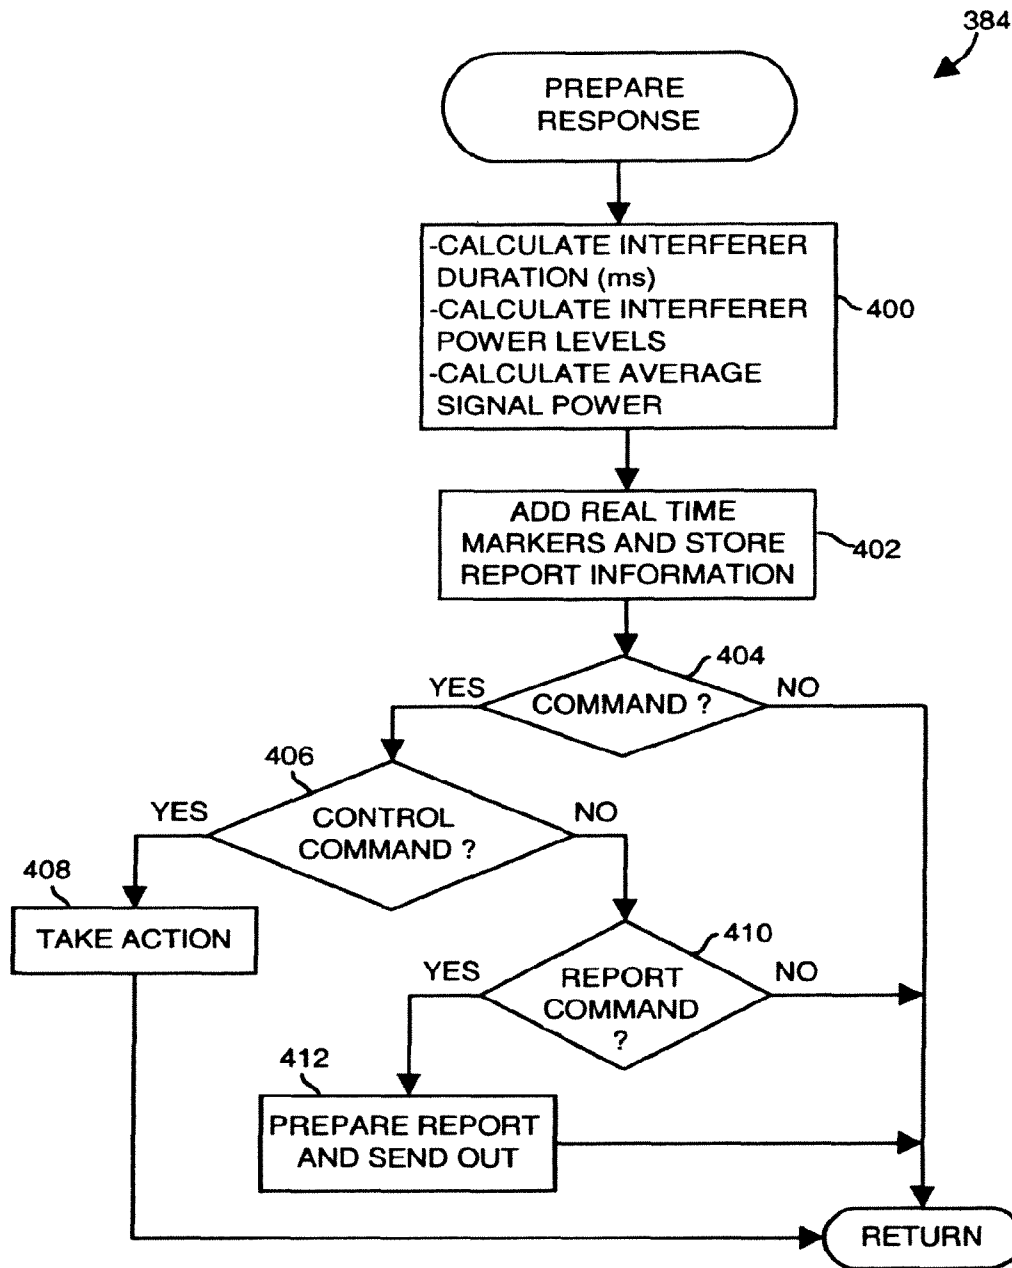 384
PREPARE
RESPONSE
-CALCULATE INTERFERER
DURATION (ms)
-CALCULATE INTERFERER
POWER LEVELS
-CALCULATE AVERAGE
SIGNAL POWER
400
ADD REAL TIME
MARKERS AND STORE
REPORT INFORMATION
402
404
YES
COMMAND ?
NO
406
YES
CONTROL
COMMAND ?
NO
408
TAKE ACTION
410
YES
REPORT
COMMAND
?
NO
412
PREPARE REPORT
AND SEND OUT
RETURN